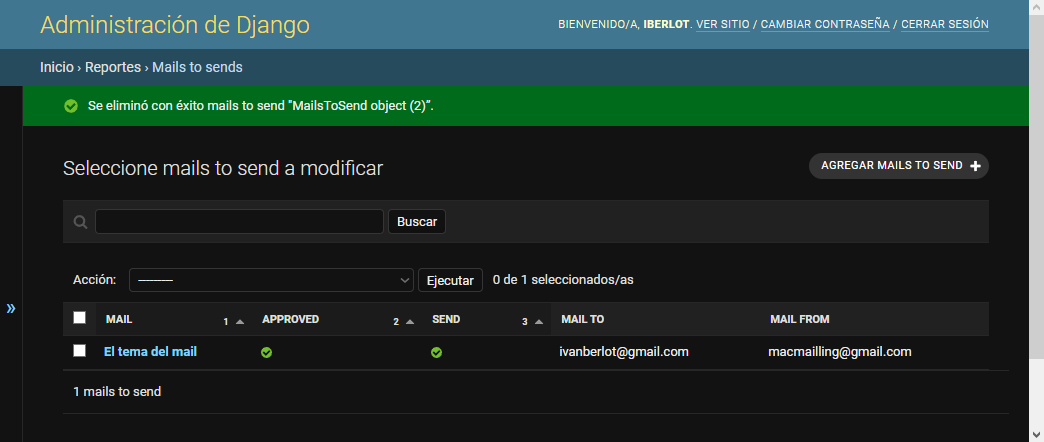 Administración de Django
BIENVENIDO/A, IBERLOT. VER SITIO / CAMBIAR CONTRASEÑA / CERRAR SESIÓN
Inicio › Reportes › Mails to sends
Se eliminó con éxito mails to send "MailsToSend object (2)".
Seleccione mails to send a modificar
AGREGAR MAILS TO SEND +
Buscar
Acción: --------- Ejecutar 0 de 1 seleccionados/as
»
MAIL 1 APPROVED 2 SEND 3 MAIL TO MAIL FROM
El tema del mail ivanberlot@gmail.com macmailling@gmail.com
1 mails to send